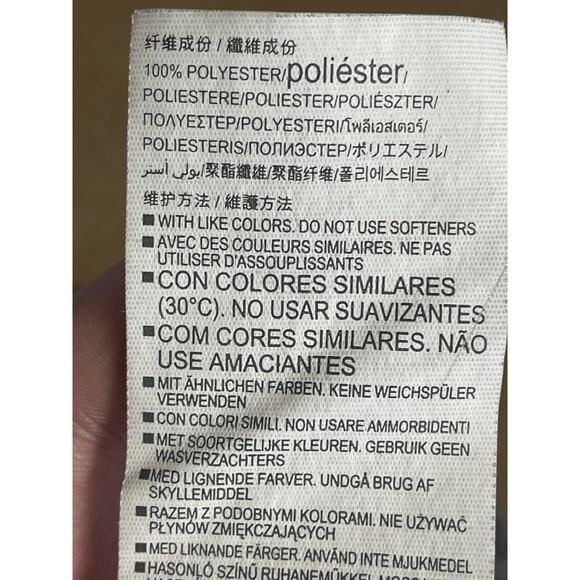 纤维成份 / 纖維成份
100% POLYESTER/poliéster/
POLIESTERE/POLIESTER/POLIÉSZTER/
ΠΟΛΥΕΣΤΕΡ/POLYESTERI/โพลีเอสเตอร์/
POLIESTERIS/ПОЛИЭСТЕР/ポリエステル/
بولي أستر/聚酯纖維/聚酯纤维/폴리에스테르
维护方法 / 維護方法
■WITH LIKE COLORS. DO NOT USE SOFTENERS
■AVEC DES COULEURS SIMILAIRES. NE PAS
UTILISER D'ASSOUPLISSANTS
■CON COLORES SIMILARES
(30°C). NO USAR SUAVIZANTES
■COM CORES SIMILARES. NÃO
USE AMACIANTES
■MIT ÄHNLICHEN FARBEN. KEINE WEICHSPÜLER
VERWENDEN
■CON COLORI SIMILI. NON USARE AMMORBIDENTI
■MET SOORTGELIJKE KLEUREN. GEBRUIK GEEN
WASVERZACHTERS
■MED LIGNENDE FARVER. UNDGÅ BRUG AF
SKYLLEMIDDEL
■RAZEM Z PODOBNYMI KOLORAMI. NIE UŻYWAĆ
PŁYNÓW ZMIĘKCZAJĄCYCH
■MED LIKNANDE FÄRGER. ANVÄND INTE MJUKMEDEL
■HASONLÓ SZÍNŰ RUHANEMŰKKEL